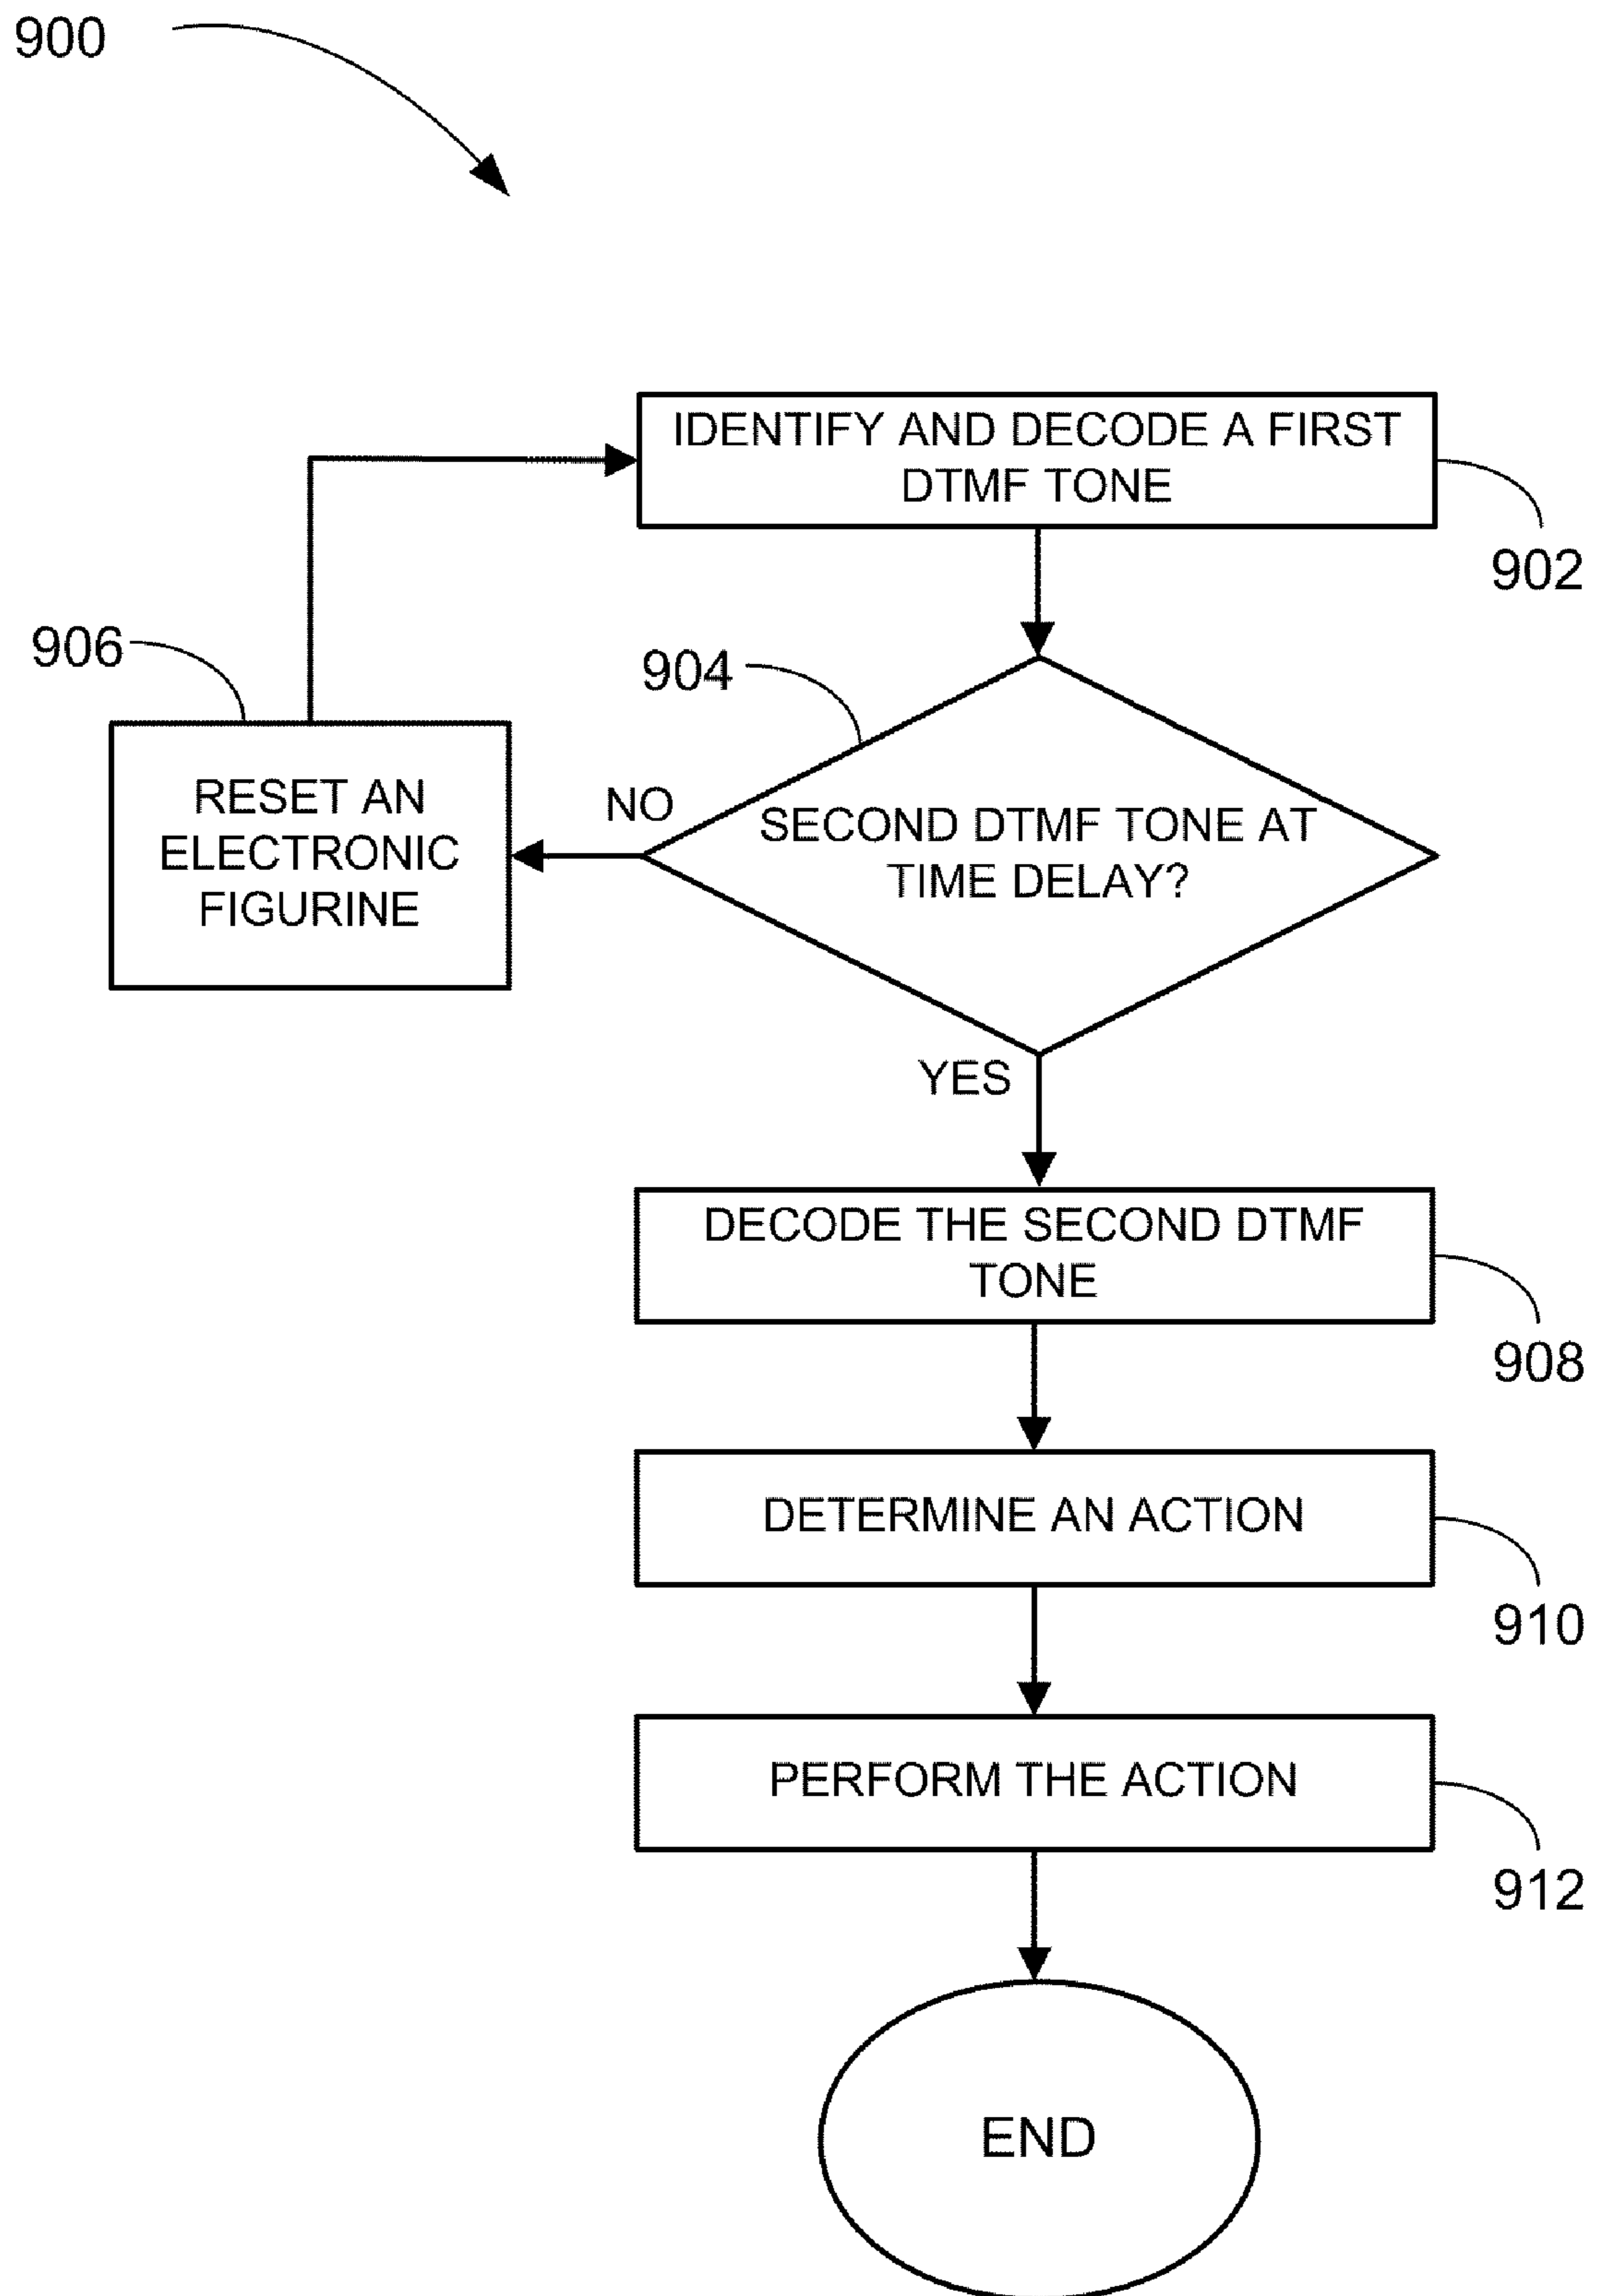 900
IDENTIFY AND DECODE A FIRST
DTMF TONE
902
906
904
RESET AN
ELECTRONIC
FIGURINE
NO
SECOND DTMF TONE AT
TIME DELAY?
YES
DECODE THE SECOND DTMF
TONE
908
DETERMINE AN ACTION
910
PERFORM THE ACTION
912
END